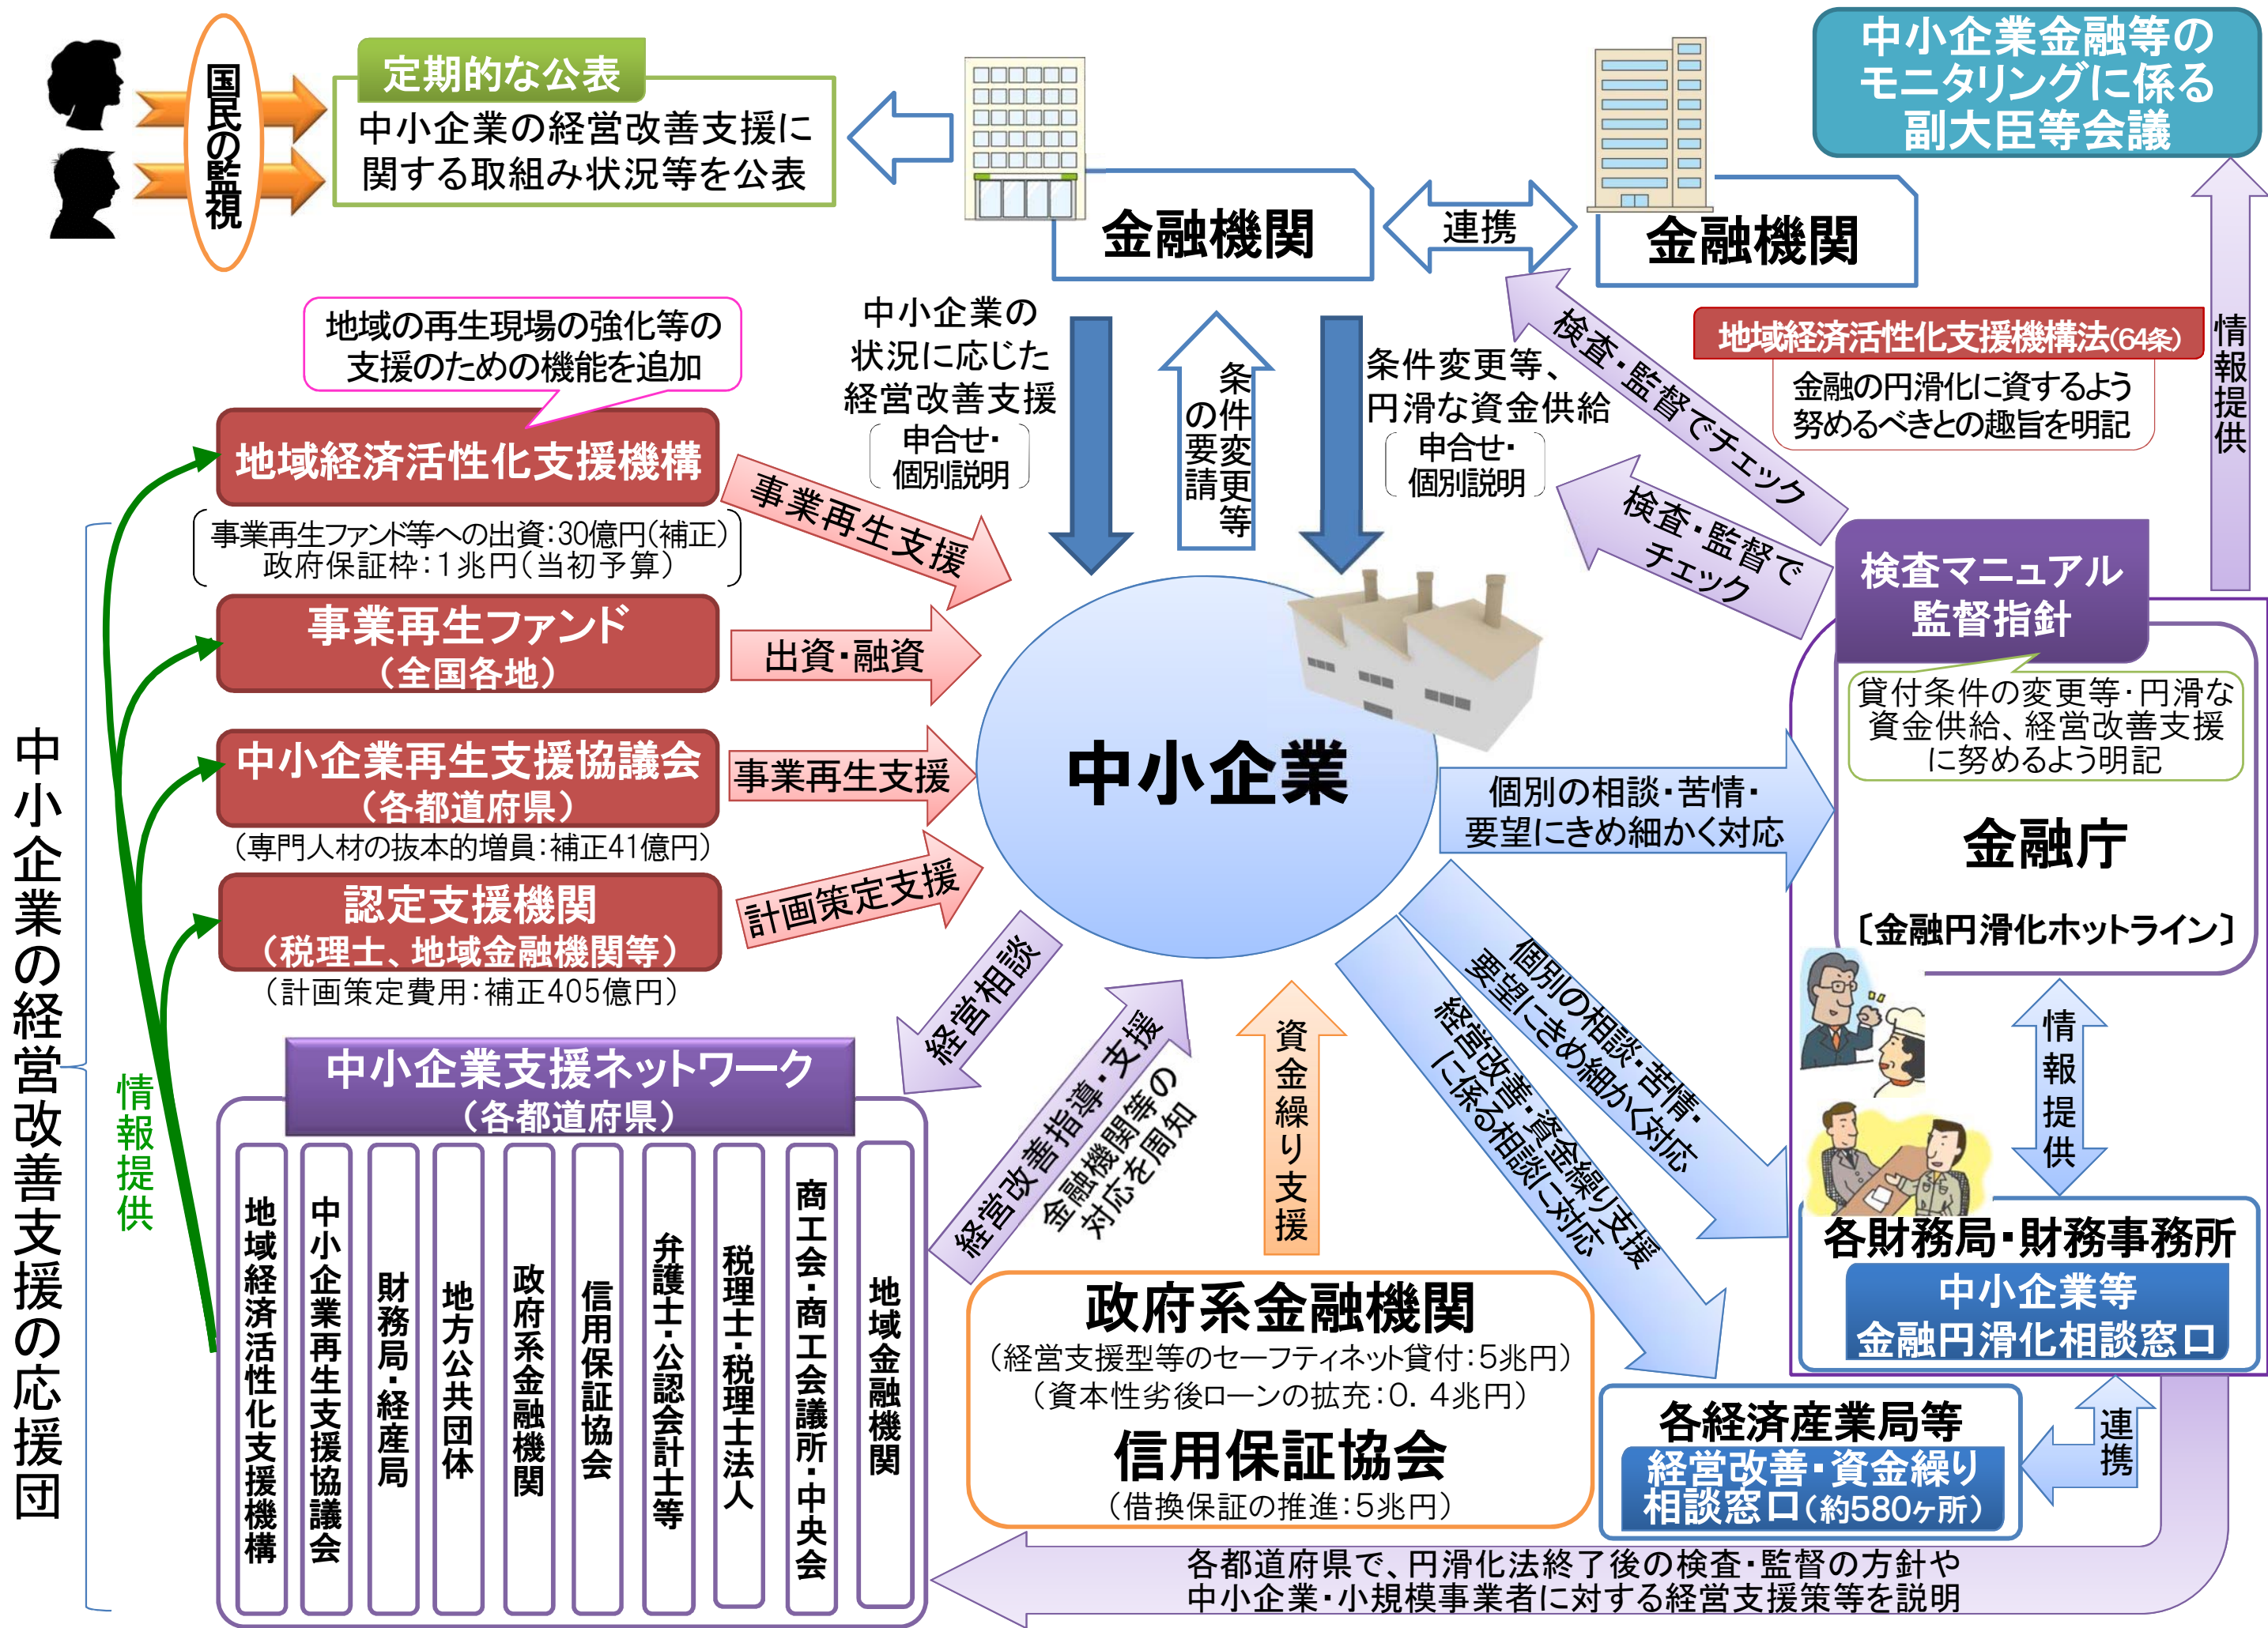 国民の監視
定期的な公表
中小企業の経営改善支援に
関する取組み状況等を公表
金融機関
連携
金融機関
中小企業金融等の
モニタリングに係る
副大臣等会議
情報提供
地域の再生現場の強化等の
支援のための機能を追加
中小企業の
状況に応じた
経営改善支援
申合せ・
個別説明
条件変更等
の要請
条件変更等、
円滑な資金供給
申合せ・
個別説明
検査・監督でチェック
検査・監督で
チェック
地域経済活性化支援機構法(64条)
金融の円滑化に資するよう
努めるべきとの趣旨を明記
地域経済活性化支援機構
事業再生ファンド等への出資：30億円（補正）
政府保証枠：１兆円（当初予算）
事業再生支援
事業再生ファンド
（全国各地）
出資・融資
中小企業再生支援協議会
（各都道府県）
（専門人材の抜本的増員：補正41億円）
事業再生支援
認定支援機関
（税理士、地域金融機関等）
（計画策定費用：補正405億円）
計画策定支援
中小企業の経営改善支援の応援団
情報提供
中小企業
検査マニュアル
監督指針
貸付条件の変更等・円滑な
資金供給、経営改善支援
に努めるよう明記
金融庁
〔金融円滑化ホットライン〕
個別の相談・苦情・
要望にきめ細かく対応
個別の相談・苦情・
要望にきめ細かく対応
経営改善・資金繰り支援
に係る相談に対応
情報提供
各財務局・財務事務所
中小企業等
金融円滑化相談窓口
連携
各経済産業局等
経営改善・資金繰り
相談窓口（約580ヶ所）
経営相談
経営改善指導・支援
金融機関等の
対応を周知
資金繰り支援
政府系金融機関
（経営支援型等のセーフティネット貸付：5兆円）
（資本性劣後ローンの拡充：0．4兆円）
信用保証協会
（借換保証の推進：5兆円）
中小企業支援ネットワーク
（各都道府県）
地域経済活性化支援機構
中小企業再生支援協議会
財務局・経産局
地方公共団体
政府系金融機関
信用保証協会
弁護士・公認会計士等
税理士・税理士法人
商工会・商工会議所・中央会
地域金融機関
各都道府県で、円滑化法終了後の検査・監督の方針や
中小企業・小規模事業者に対する経営支援策等を説明